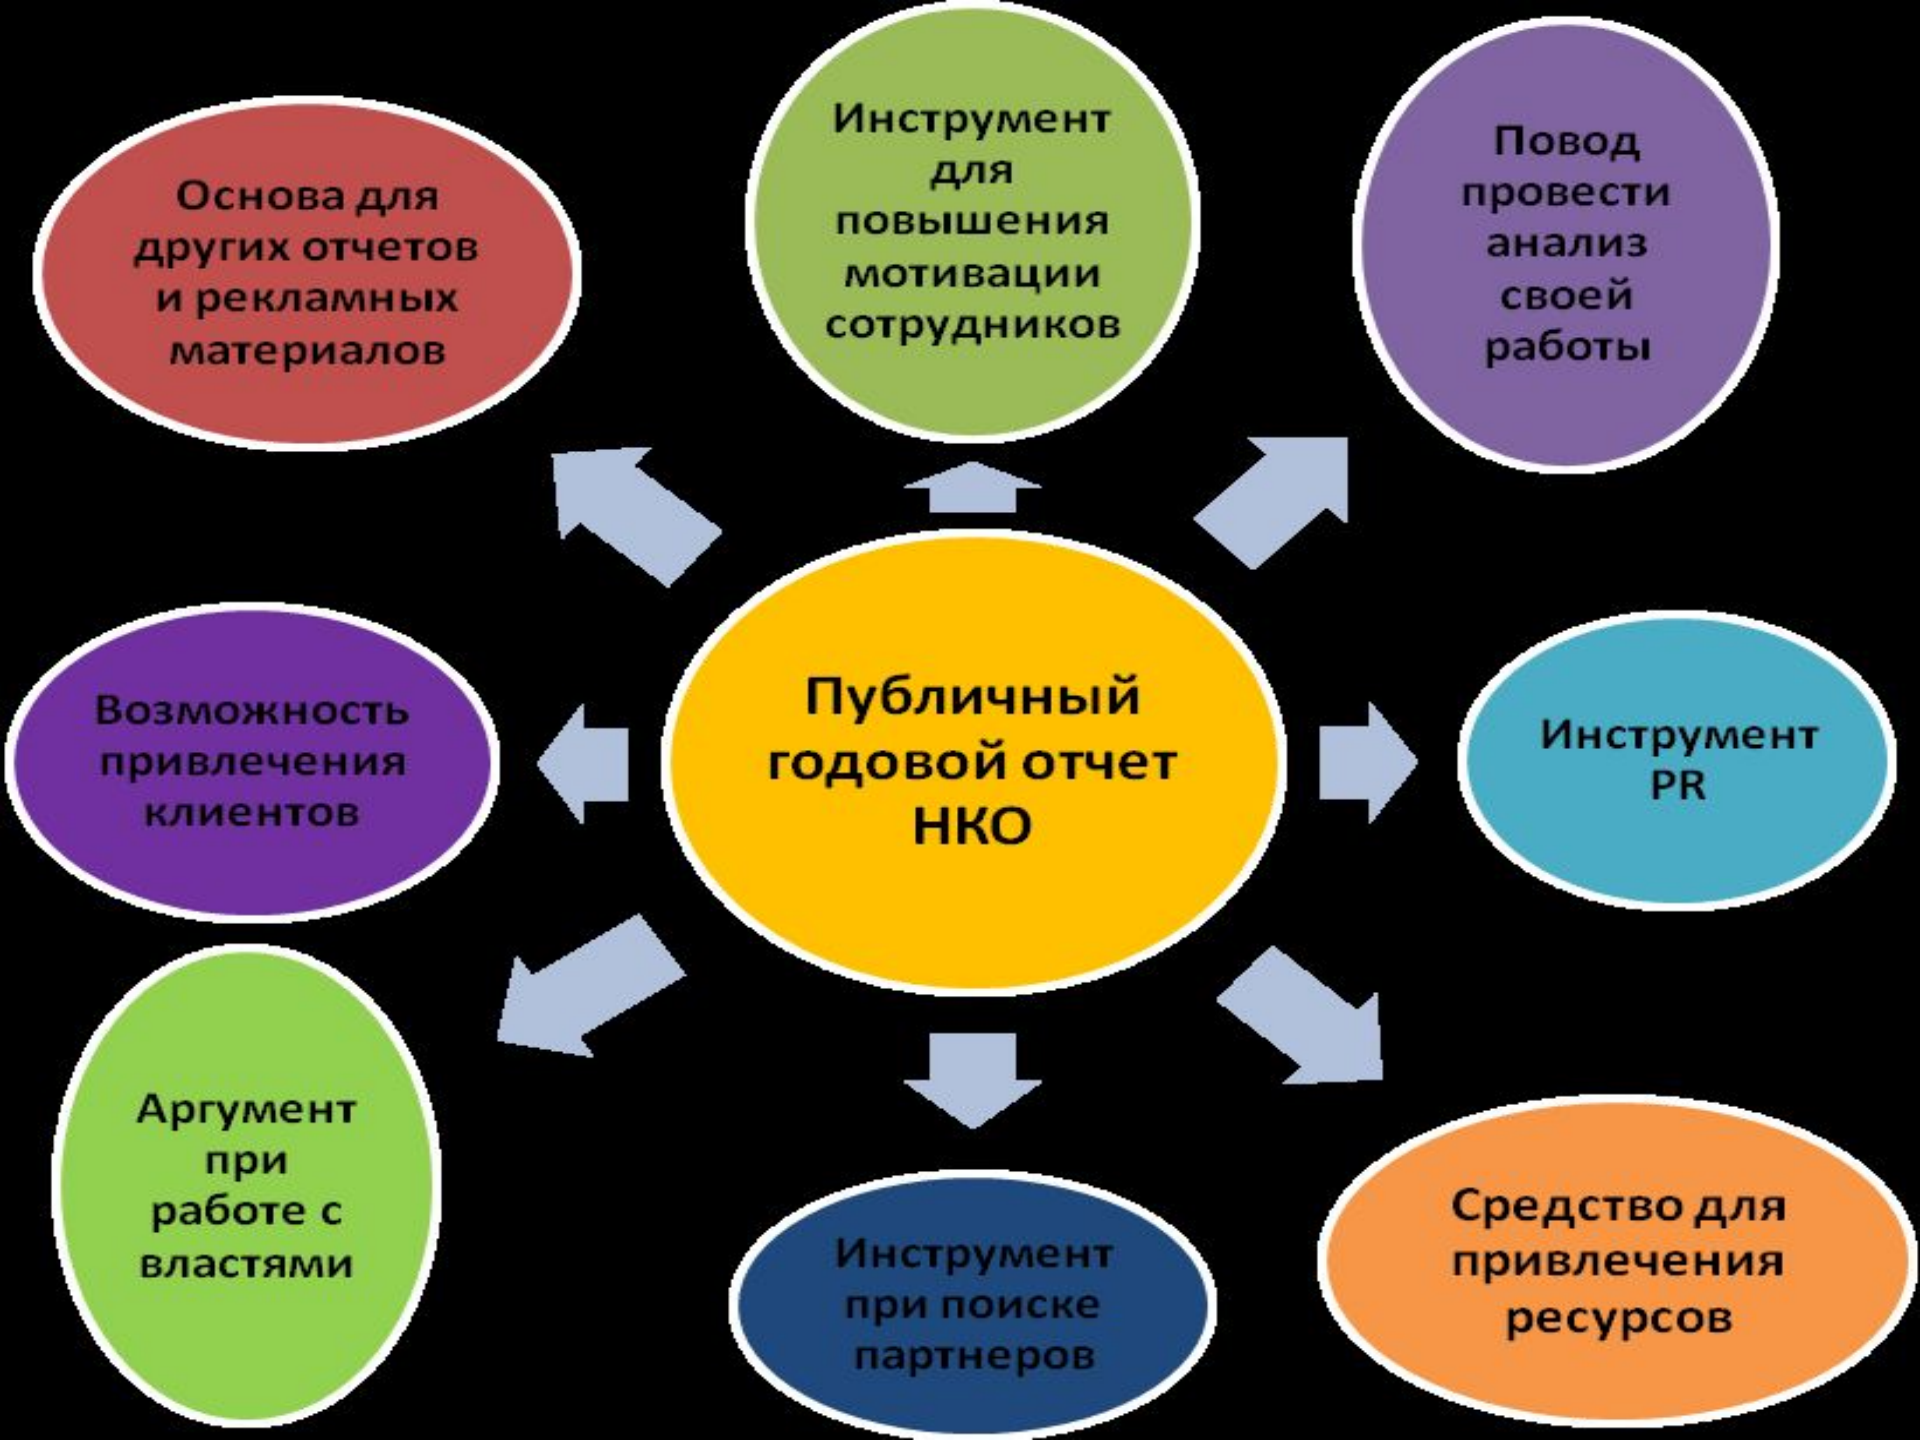 Основа для
других отчетов
и рекламных
материалов
Инструмент
для
повышения
мотивации
сотрудников
Повод
провести
анализ
своей
работы
Возможность
привлечения
клиентов
Публичный
годовой отчет
НКО
Инструмент
PR
Аргумент
при
работе с
властями
Инструмент
при поиске
партнеров
Средство для
привлечения
ресурсов